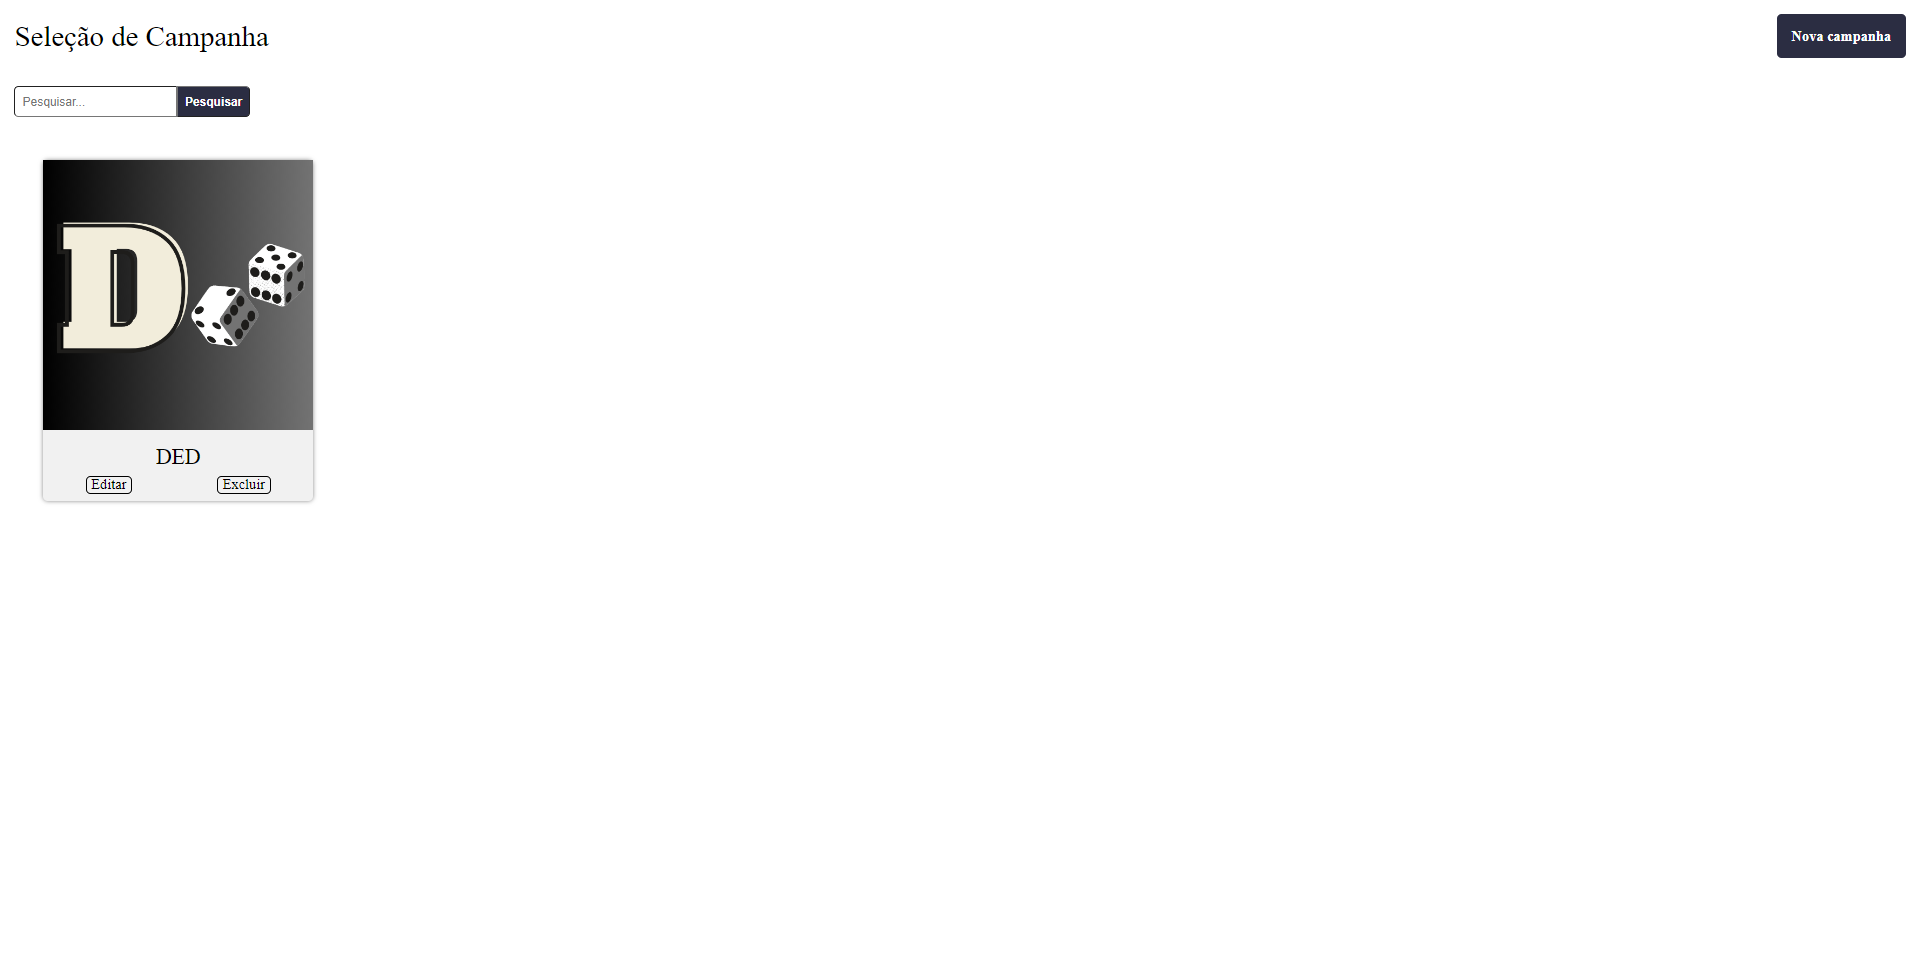 Seleção de Campanha
Nova campanha
Pesquisar...
Pesquisar
D
DED
Editar
Excluir